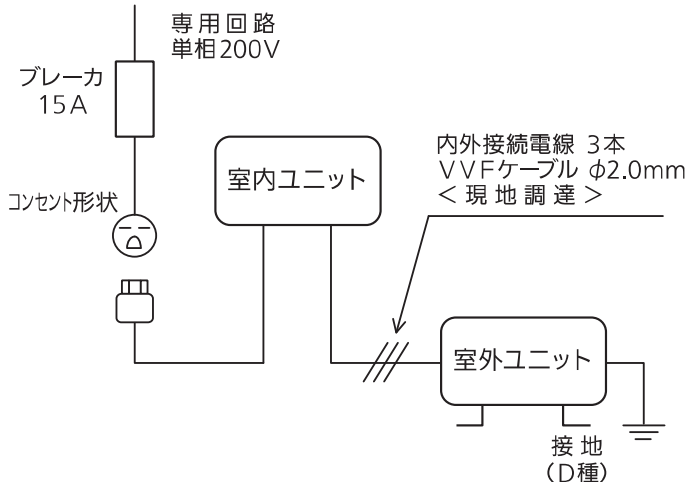 専用回路
単相200V
ブレーカ
15A
コンセント形状
室内ユニット
内外接続電線 3本
VVFケーブル φ2.0mm
<現地調達>
室外ユニット
接地
(D種)